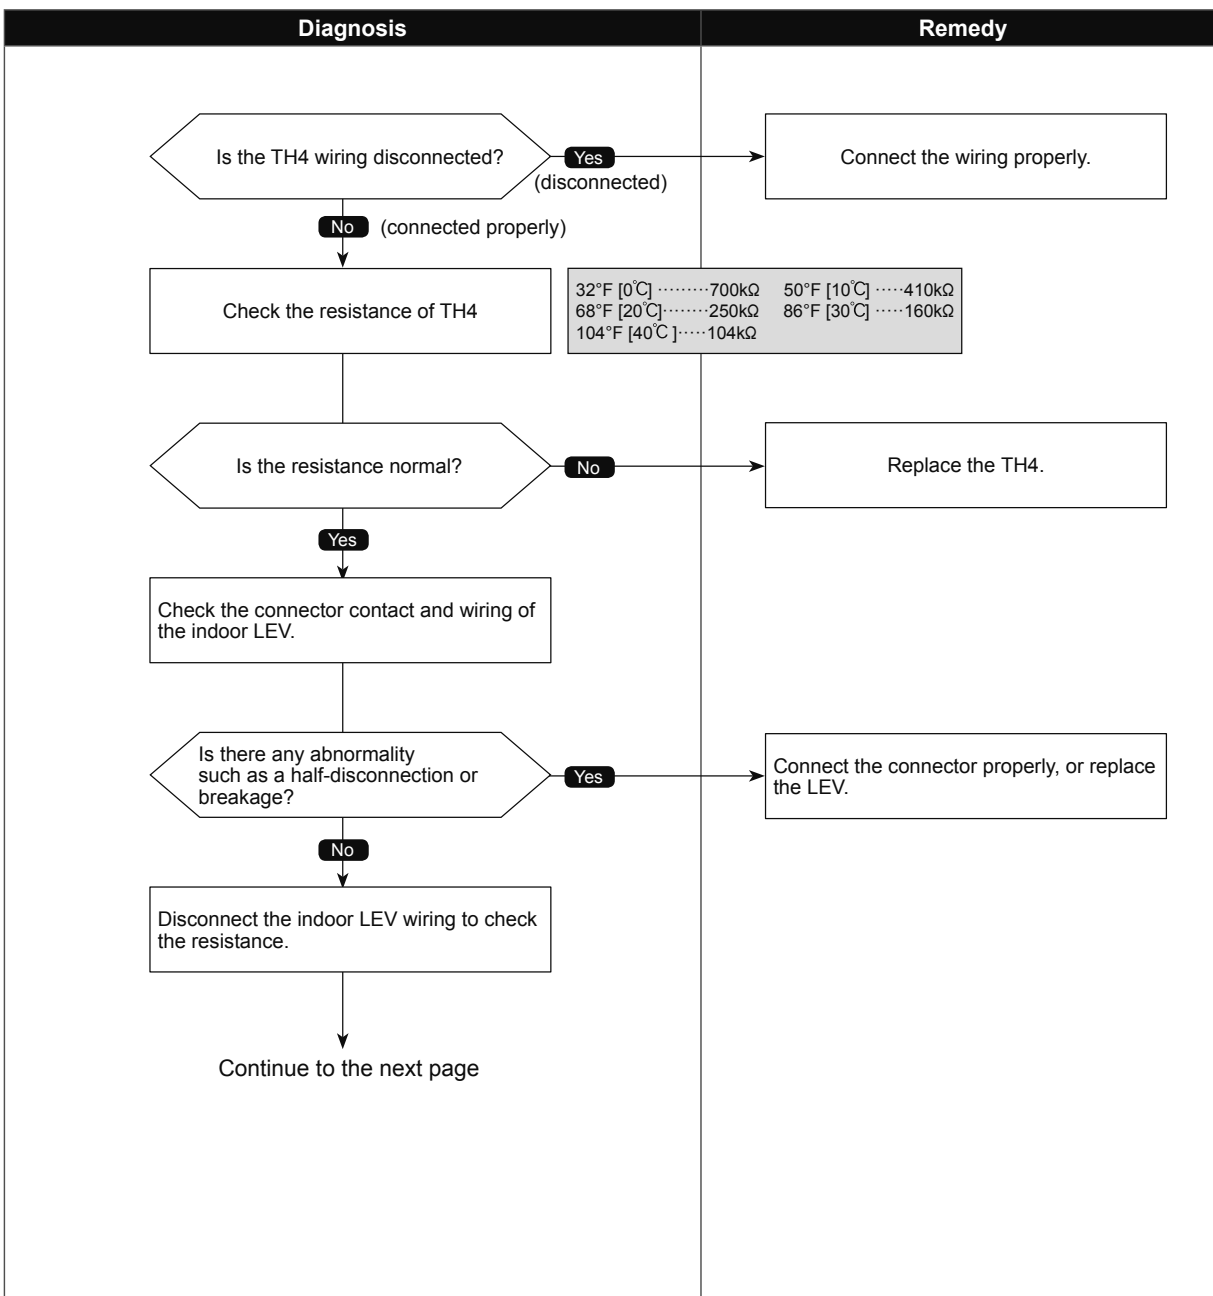 Diagnosis
Remedy
Is the TH4 wiring disconnected?
Yes
(disconnected)
Connect the wiring properly.
No
(connected properly)
Check the resistance of TH4
32°F [0℃] ·········700kΩ 50°F [10℃] ·····410kΩ
68°F [20℃]········250kΩ 86°F [30℃] ·····160kΩ
104°F [40℃ ]·····104kΩ
Is the resistance normal?
No
Replace the TH4.
Yes
Check the connector contact and wiring of
the indoor LEV.
Is there any abnormality
such as a half-disconnection or
breakage?
Yes
Connect the connector properly, or replace
the LEV.
No
Disconnect the indoor LEV wiring to check
the resistance.
Continue to the next page